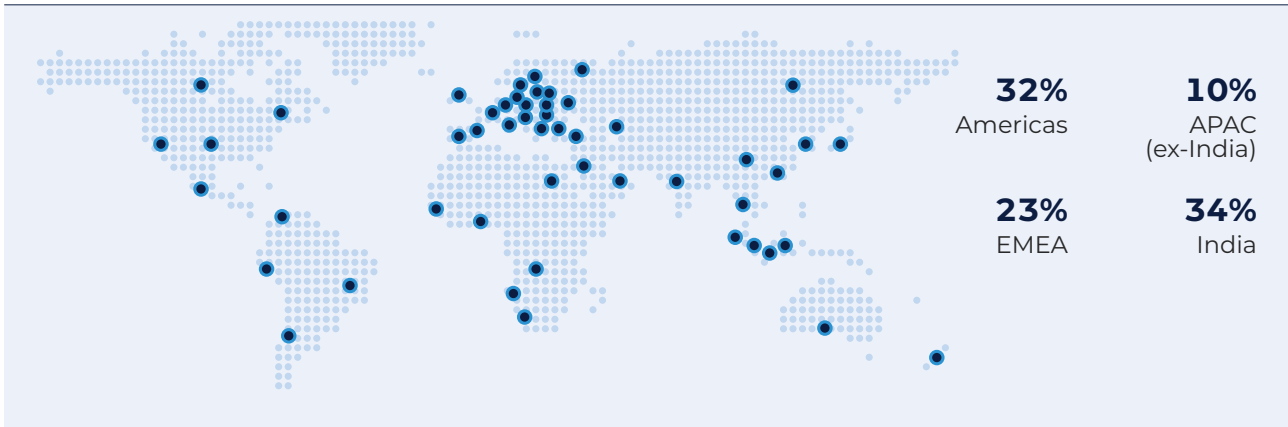 32%
Americas
10%
APAC
(ex-India)
23%
EMEA
34%
India